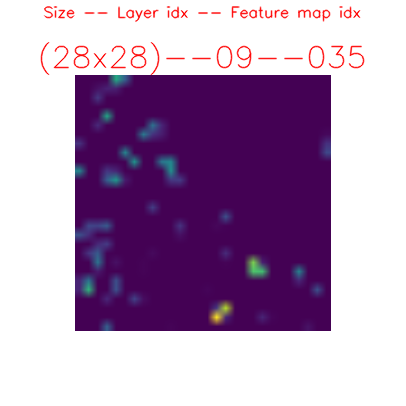 Size -- Layer idx -- Feature map idx
(28x28)--09--035